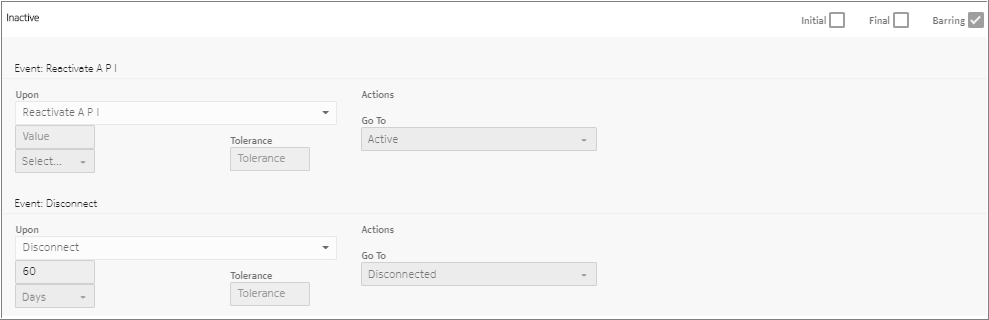 Inactive
Initial
Final
Barring
Event: Reactivate A P I
Upon
Reactivate A P I
Value
Select...
Tolerance
Tolerance
Actions
Go To
Active
Event: Disconnect
Upon
Disconnect
60
Days
Tolerance
Tolerance
Actions
Go To
Disconnected